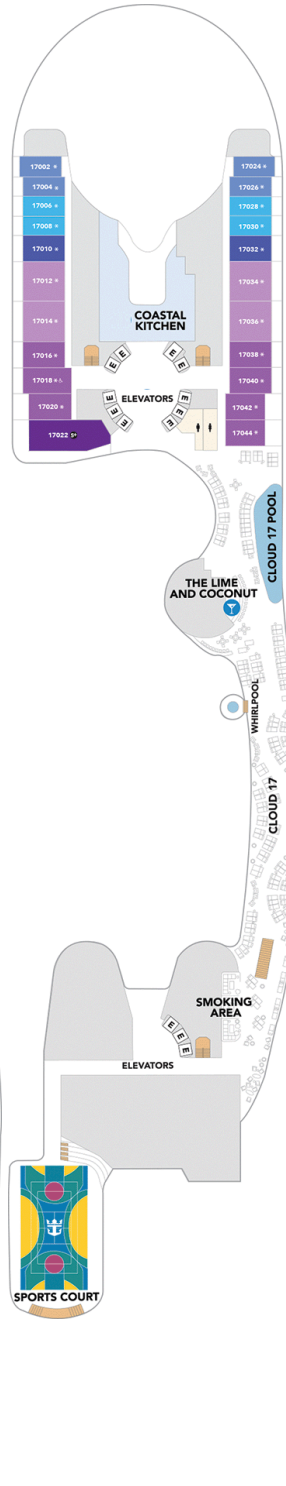 17002
17024
17004
17026
17006
17028
17008
17030
17010
17032
17012
17034
17014
17036
COASTAL
KITCHEN
17016
17038
E E E
E E
17018
17040
ELEVATORS
E E E
E E E
17020
17042
17022
17044
CLOUD 17 POOL
THE LIME
AND COCONUT
WHIRLPOOL
CLOUD 17
SMOKING
AREA
E E E
ELEVATORS
SPORTS COURT